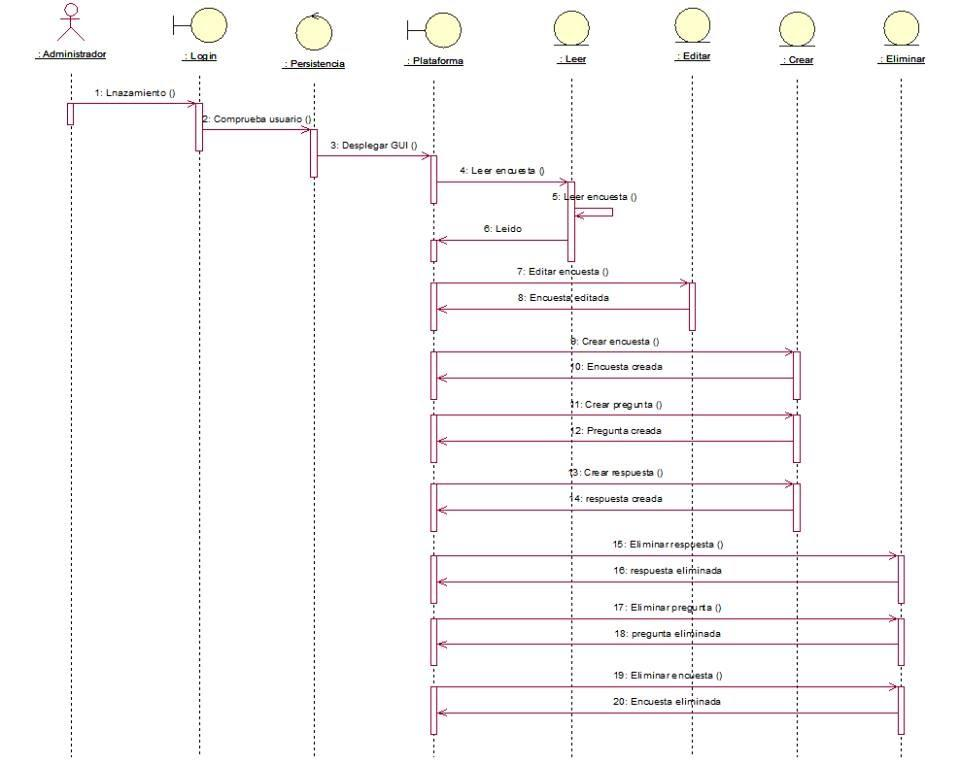 : Administrador
: Login
: Persistencia
: Plataforma
: Leer
: Editar
: Crear
: Eliminar
1: Lnazamiento ()
2: Comprueba usuario ()
3: Desplegar GUI ()
4: Leer encuesta ()
5: Leer encuesta ()
6: Leido
7: Editar encuesta ()
8: Encuesta editada
9: Crear encuesta ()
10: Encuesta creada
11: Crear pregunta ()
12: Pregunta creada
13: Crear respuesta ()
14: respuesta creada
15: Eliminar respuesta ()
16: respuesta eliminada
17: Eliminar pregunta ()
18: pregunta eliminada
19: Eliminar encuesta ()
20: Encuesta eliminada